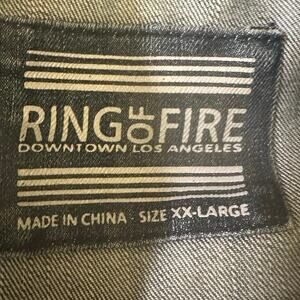 RING OF FIRE
DOWNTOWN LOS ANGELES
MADE IN CHINA - SIZE XX-LARGE